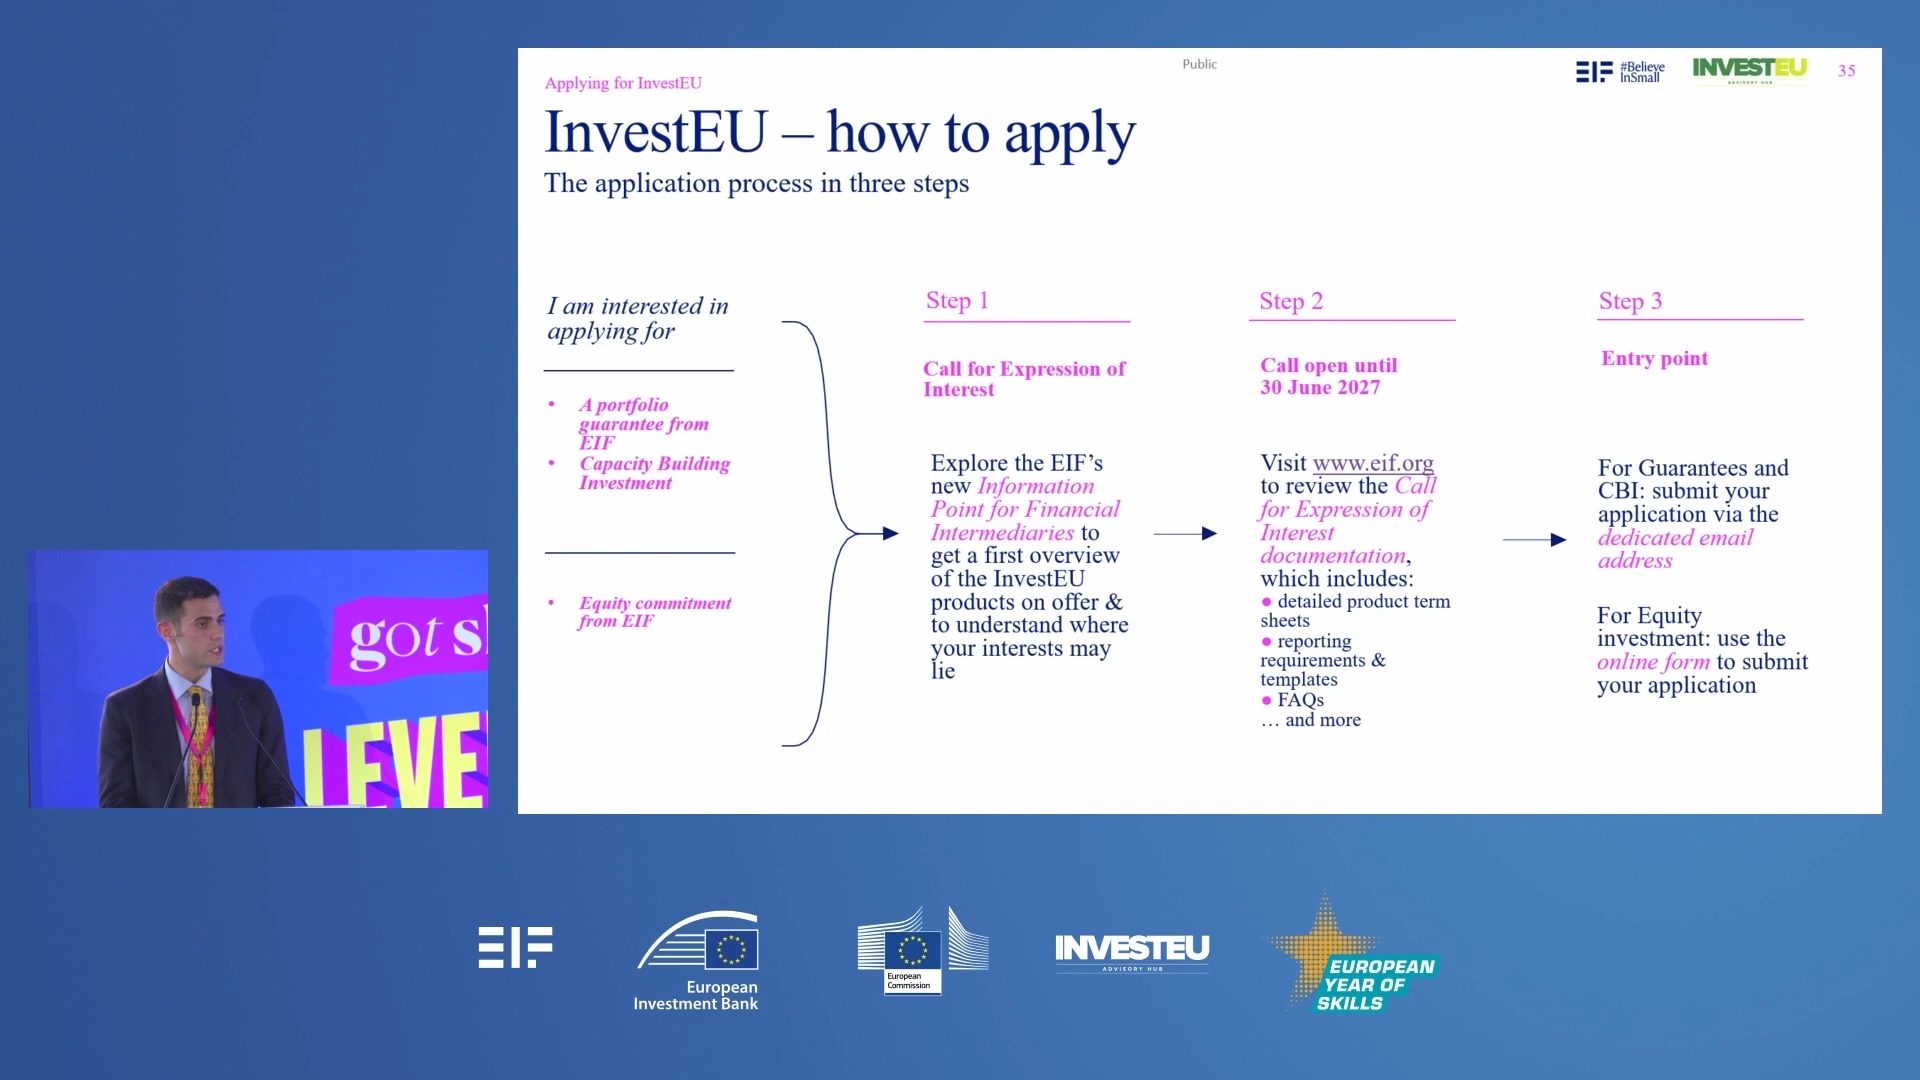 Public
#Believe
InSmall
EIF
INVESTEU
ADVISORY HUB
35
Applying for InvestEU
InvestEU – how to apply
The application process in three steps
I am interested in
applying for
• A portfolio
guarantee from
EIF
• Capacity Building
Investment
• Equity commitment
from EIF
Step 1
Call for Expression of
Interest
Explore the EIF’s
new Information
Point for Financial
Intermediaries to
get a first overview
of the InvestEU
products on offer &
to understand where
your interests may
lie
Step 2
Call open until
30 June 2027
Visit www.eif.org
to review the Call
for Expression of
Interest
documentation,
which includes:
● detailed product term
sheets
● reporting
requirements &
templates
● FAQs
… and more
Step 3
Entry point
For Guarantees and
CBI: submit your
application via the
dedicated email
address
For Equity
investment: use the
online form to submit
your application
got s
LEVE
EIF
European
Investment Bank
European
Commission
INVESTEU
ADVISORY HUB
EUROPEAN
YEAR OF
SKILLS